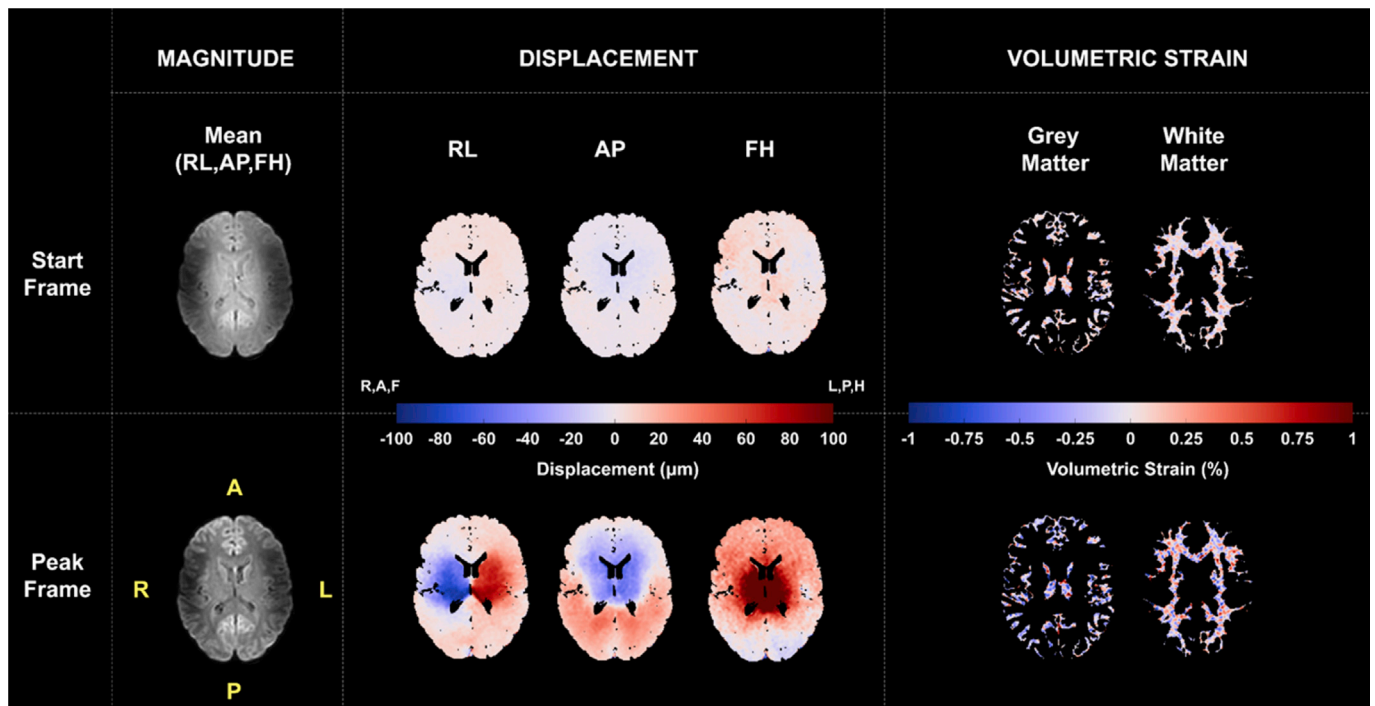 MAGNITUDE
DISPLACEMENT
VOLUMETRIC STRAIN
Mean
(RL,AP,FH)
RL
AP
FH
Grey
Matter
White
Matter
Start
Frame
R,A,F
L,P,H
-100 -80 -60 -40 -20 0 20 40 60 80 100
Displacement (µm)
-1 -0.75 -0.5 -0.25 0 0.25 0.5 0.75 1
Volumetric Strain (%)
Peak
Frame
A
R
L
P